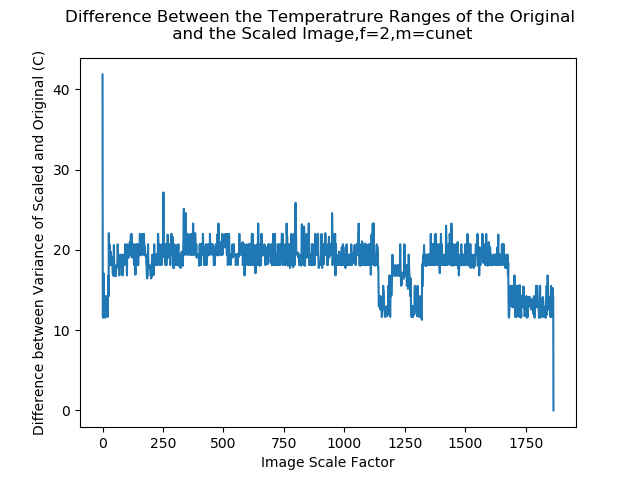 Difference Between the Temperatrure Ranges of the Original
and the Scaled Image,f=2,m=cunet
Difference between Variance of Scaled and Original (C)
40
30
20
10
0
0 250 500 750 1000 1250 1500 1750
Image Scale Factor